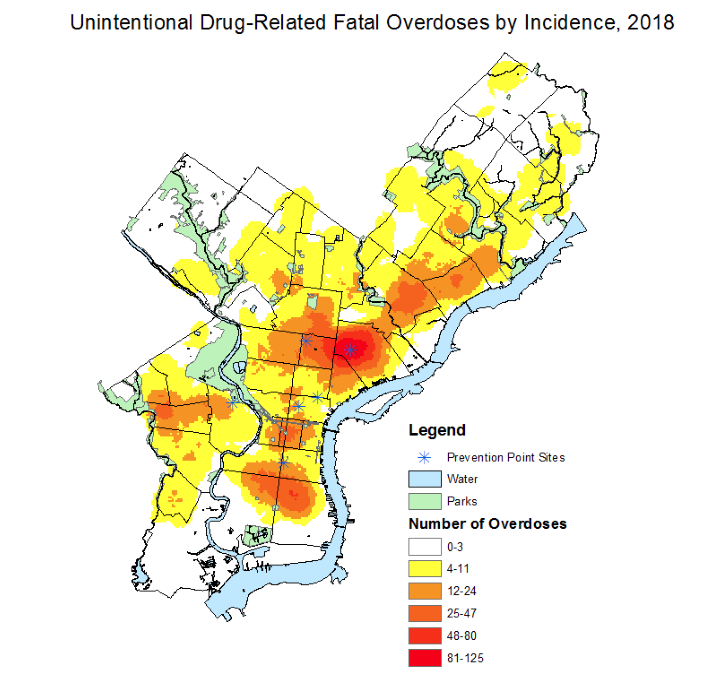 Unintentional Drug-Related Fatal Overdoses by Incidence, 2018
Legend
Prevention Point Sites
Water
Parks
Number of Overdoses
0-3
4-11
12-24
25-47
48-80
81-125